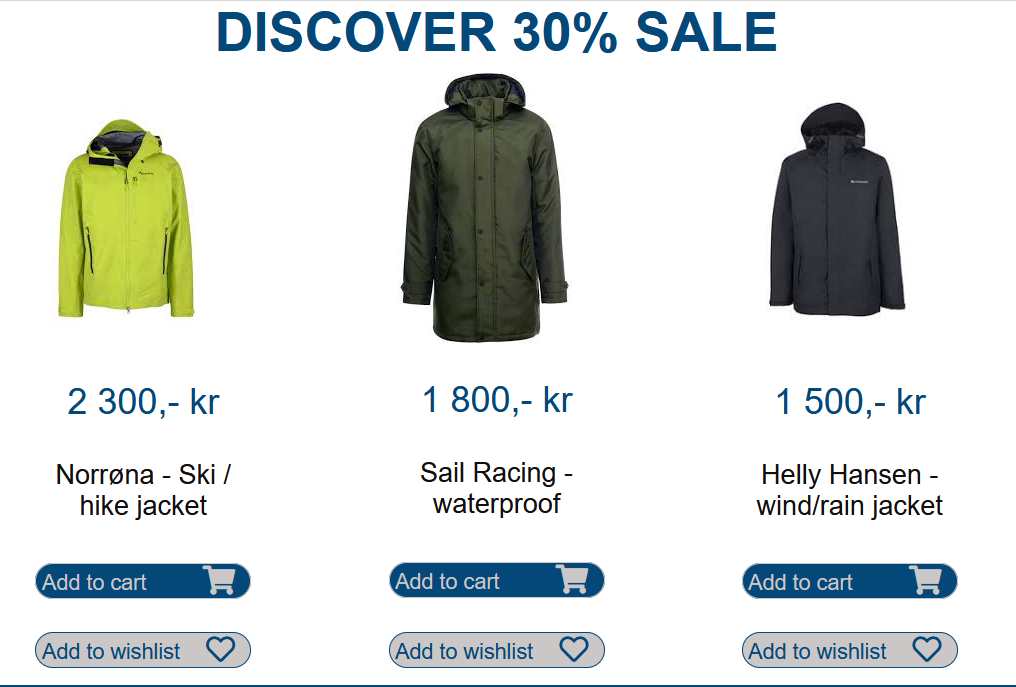 DISCOVER 30% SALE
2 300,- kr
1 800,- kr
1 500,- kr
Norrøna - Ski /
hike jacket
Sail Racing -
waterproof
Helly Hansen -
wind/rain jacket
Add to cart
Add to cart
Add to cart
Add to wishlist
Add to wishlist
Add to wishlist